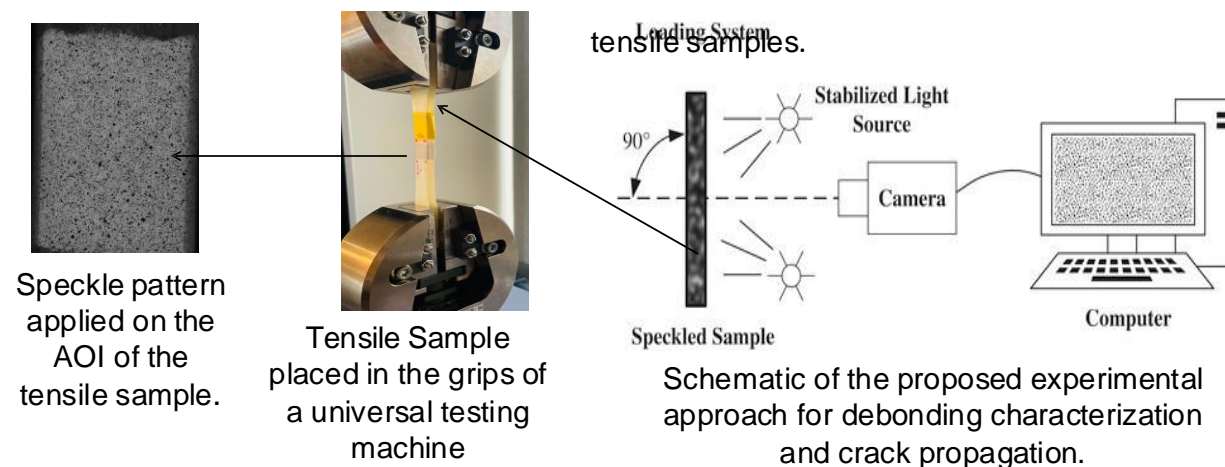 Loading System
tensile samples.
Stabilized Light
Source
90°
Camera
Speckled Sample
Computer
Speckle pattern
applied on the
AOI of the
tensile sample.
Tensile Sample
placed in the grips of
a universal testing
machine
Schematic of the proposed experimental
approach for debonding characterization
and crack propagation.